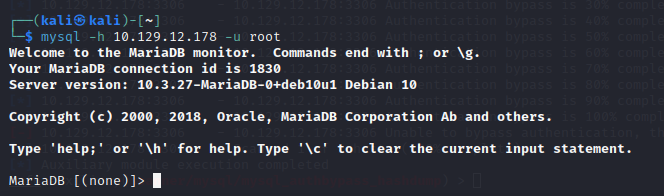 ┌──(kali㉿kali)-[~]
└─$ mysql -h 10.129.12.178 -u root
Welcome to the MariaDB monitor.  Commands end with ; or \g.
Your MariaDB connection id is 1830
Server version: 10.3.27-MariaDB-0+deb10u1 Debian 10

Copyright (c) 2000, 2018, Oracle, MariaDB Corporation Ab and others.

Type 'help;' or '\h' for help. Type '\c' to clear the current input statement.

MariaDB [(none)]>